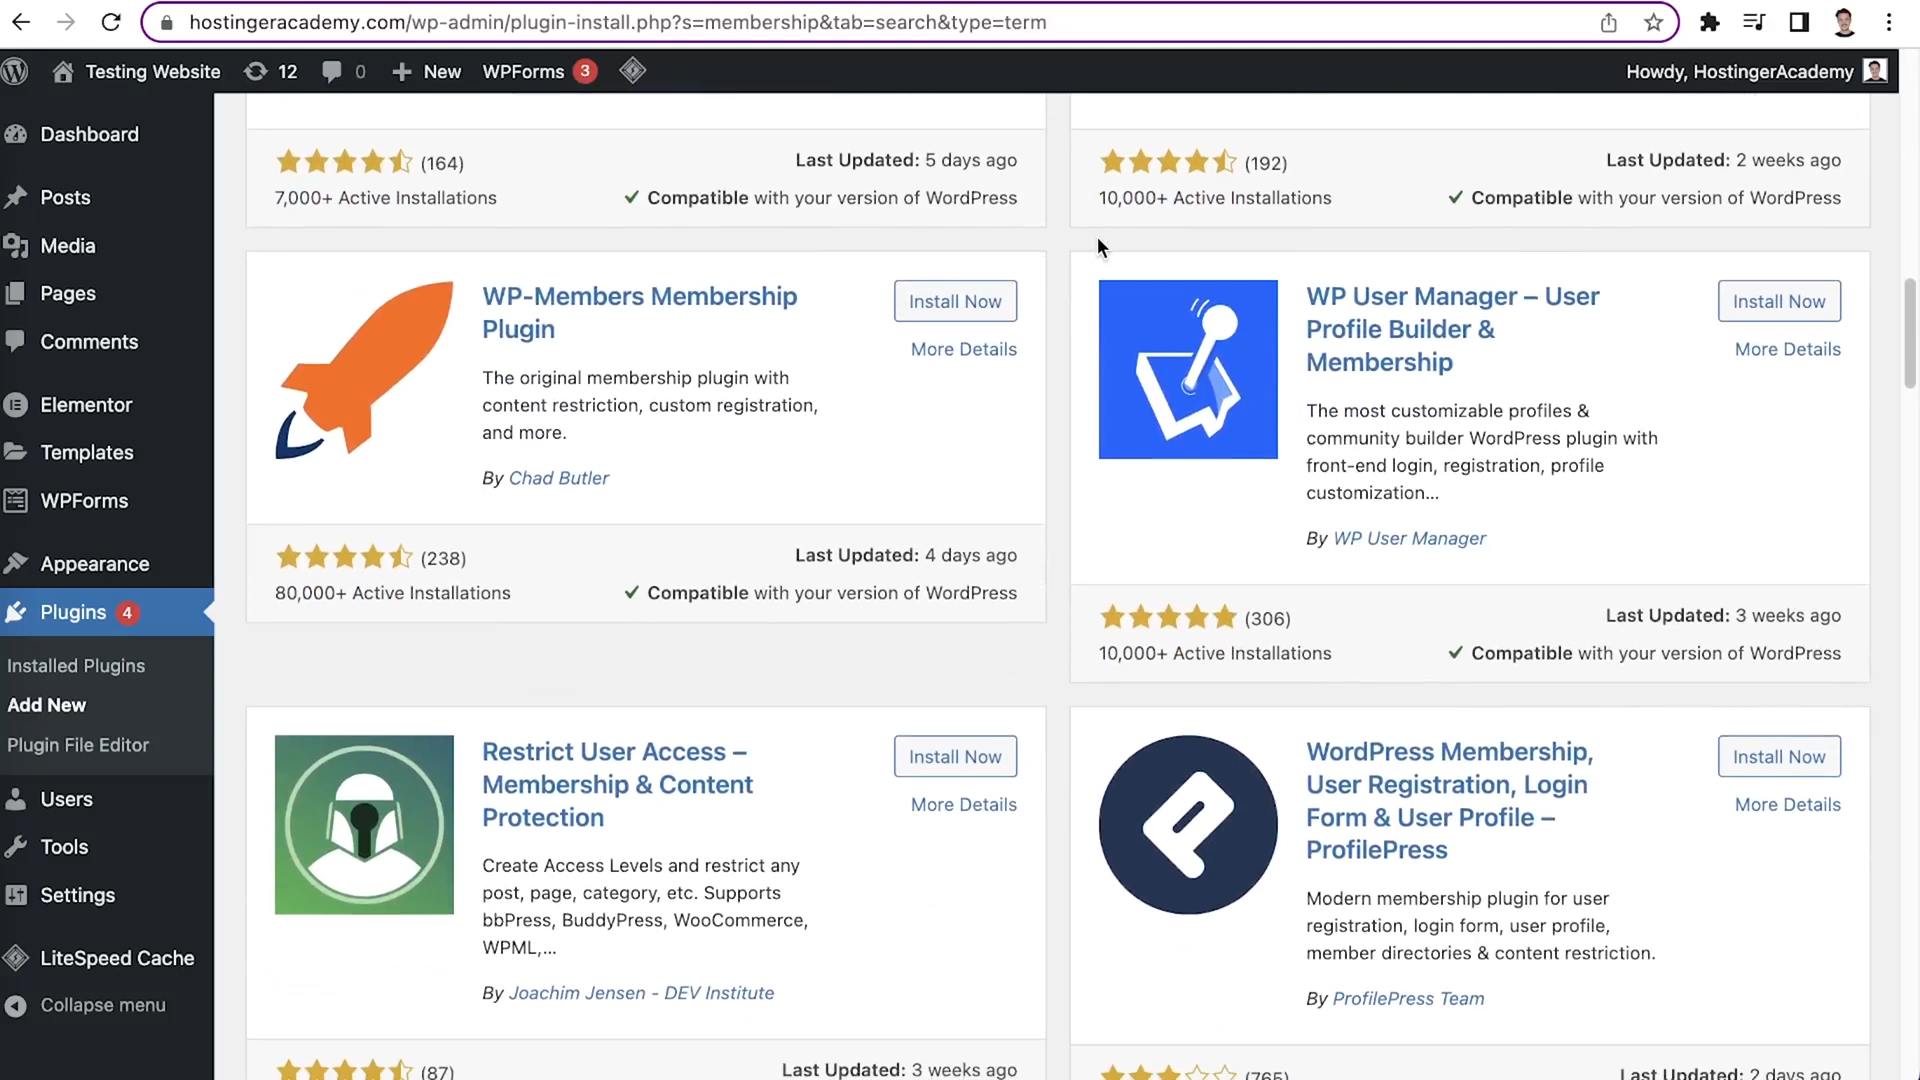 hostingeracademy.com/wp-admin/plugin-install.php?s=membership&tab=search&type=term
Testing Website 12 0 New WPForms 3 Howdy, HostingerAcademy
Dashboard
Posts
Media
Pages
Comments
Elementor
Templates
WPForms
Appearance
Plugins 4
Installed Plugins
Add New
Plugin File Editor
Users
Tools
Settings
LiteSpeed Cache
Collapse menu
(164) Last Updated: 5 days ago
7,000+ Active Installations ✓ Compatible with your version of WordPress
(192) Last Updated: 2 weeks ago
10,000+ Active Installations ✓ Compatible with your version of WordPress
WP-Members Membership
Plugin
Install Now
More Details
The original membership plugin with
content restriction, custom registration,
and more.
By Chad Butler
(238) Last Updated: 4 days ago
80,000+ Active Installations ✓ Compatible with your version of WordPress
WP User Manager – User
Profile Builder &
Membership
Install Now
More Details
The most customizable profiles &
community builder WordPress plugin with
front-end login, registration, profile
customization...
By WP User Manager
(306) Last Updated: 3 weeks ago
10,000+ Active Installations ✓ Compatible with your version of WordPress
Restrict User Access –
Membership & Content
Protection
Install Now
More Details
Create Access Levels and restrict any
post, page, category, etc. Supports
bbPress, BuddyPress, WooCommerce,
WPML,...
By Joachim Jensen - DEV Institute
(87) Last Updated: 3 weeks ago
WordPress Membership,
User Registration, Login
Form & User Profile –
ProfilePress
Install Now
More Details
Modern membership plugin for user
registration, login form, user profile,
member directories & content restriction.
By ProfilePress Team
(765) Last Updated: 2 days ago